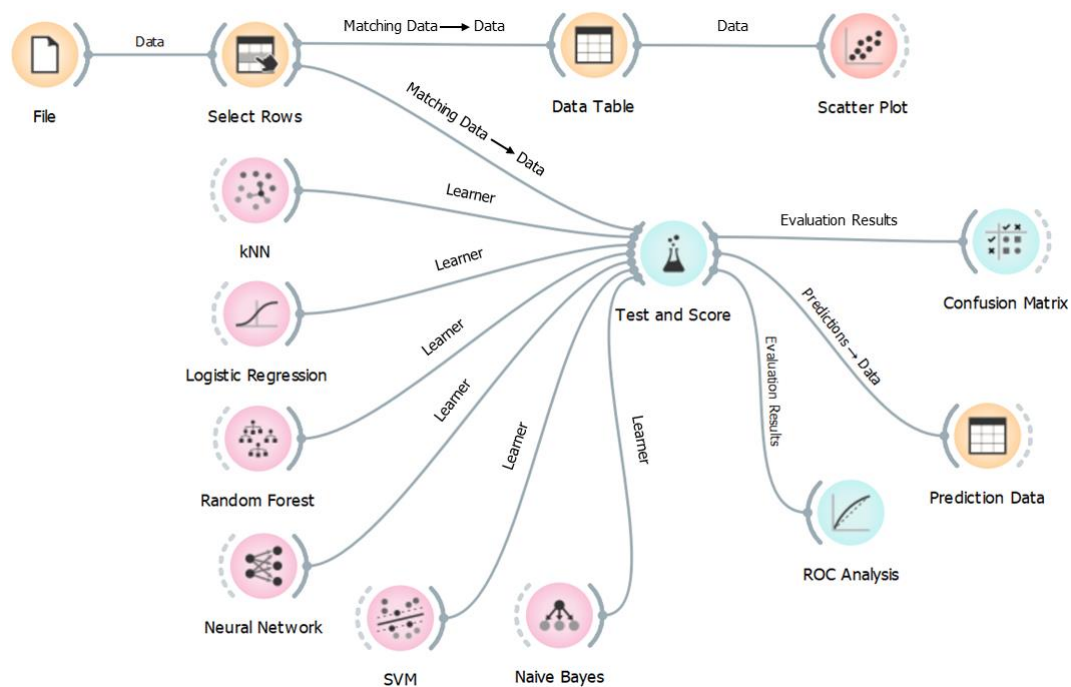 Data
Matching Data → Data
Data
File
Select Rows
Data Table
Scatter Plot
Matching Data → Data
kNN
Learner
Evaluation Results
Confusion Matrix
Logistic Regression
Learner
Test and Score
Predictions → Data
Evaluation Results
Random Forest
Learner
Prediction Data
Neural Network
Learner
ROC Analysis
SVM
Learner
Naive Bayes
Learner